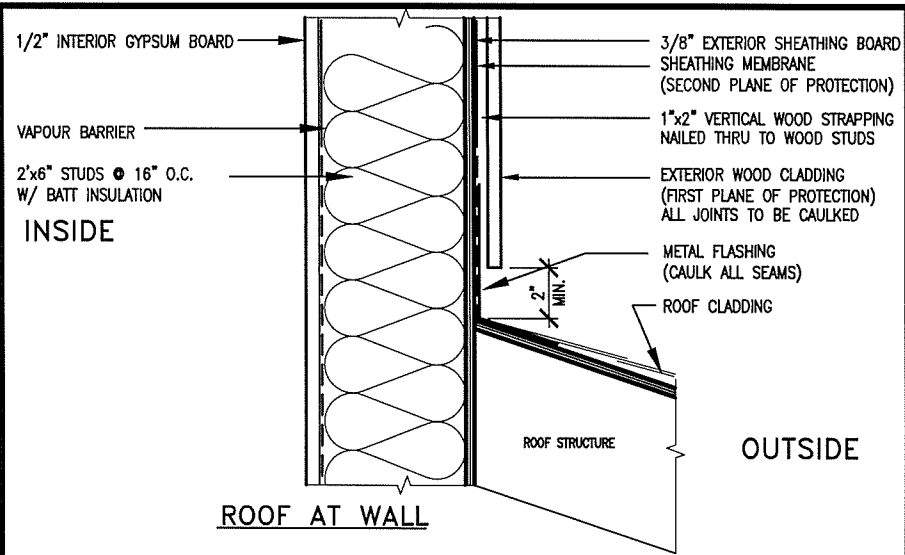 1/2" INTERIOR GYPSUM BOARD
VAPOUR BARRIER
2'x6" STUDS @ 16" O.C.
W/ BATT INSULATION
INSIDE
3/8" EXTERIOR SHEATHING BOARD
SHEATHING MEMBRANE
(SECOND PLANE OF PROTECTION)
1"x2" VERTICAL WOOD STRAPPING
NAILED THRU TO WOOD STUDS
EXTERIOR WOOD CLADDING
(FIRST PLANE OF PROTECTION)
ALL JOINTS TO BE CAULKED
METAL FLASHING
(CAULK ALL SEAMS)
2"
MIN.
ROOF CLADDING
ROOF STRUCTURE
OUTSIDE
ROOF AT WALL